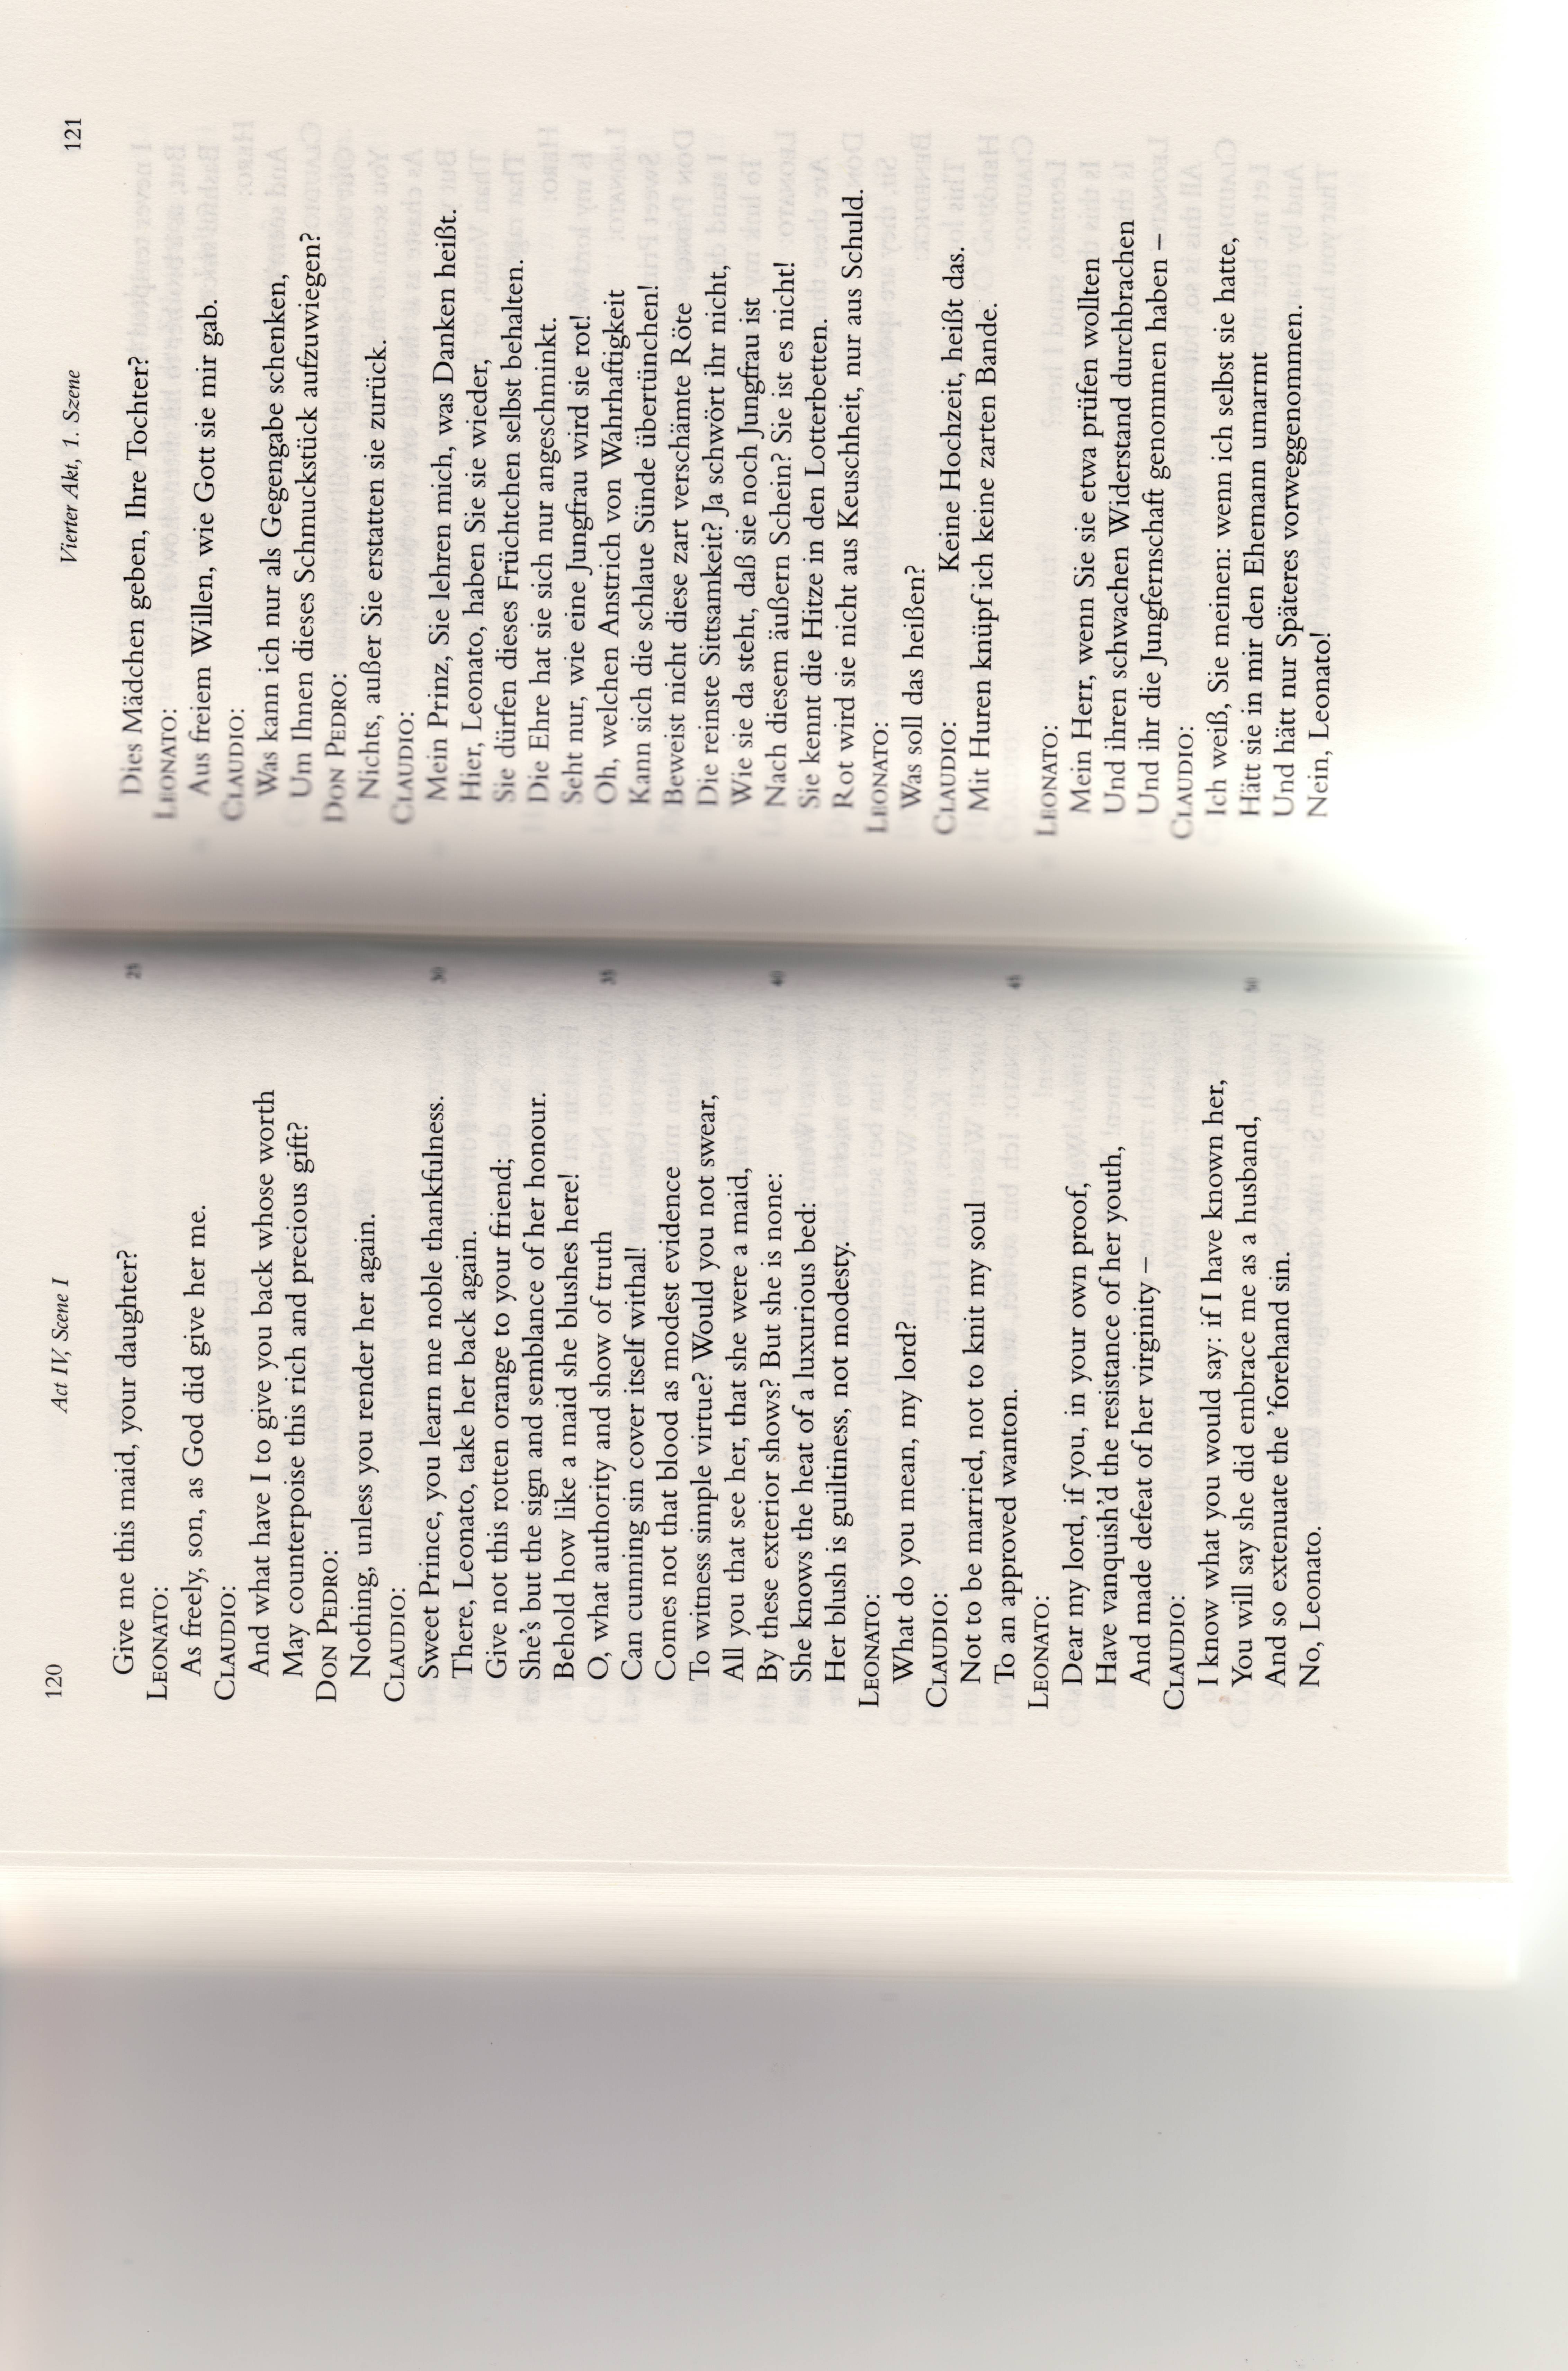 120
Act IV, Scene I
Give me this maid, your daughter?
LEONATO:
As freely, son, as God did give her me.
CLAUDIO:
And what have I to give you back whose worth
May counterpoise this rich and precious gift?
DON PEDRO:
Nothing, unless you render her again.
CLAUDIO:
Sweet Prince, you learn me noble thankfulness.
There, Leonato, take her back again.
Give not this rotten orange to your friend;
She's but the sign and semblance of her honour.
Behold how like a maid she blushes here!
O, what authority and show of truth
Can cunning sin cover itself withal!
Comes not that blood as modest evidence
To witness simple virtue? Would you not swear,
All you that see her, that she were a maid,
By these exterior shows? But she is none:
She knows the heat of a luxurious bed:
Her blush is guiltiness, not modesty.
LEONATO:
What do you mean, my lord?
CLAUDIO:
Not to be married, not to knit my soul
To an approved wanton.
LEONATO:
Dear my lord, if you, in your own proof,
Have vanquish'd the resistance of her youth,
And made defeat of her virginity –
CLAUDIO:
I know what you would say: if I have known her,
You will say she did embrace me as a husband,
And so extenuate the 'forehand sin.
No, Leonato.
25
30
35
40
45
50
Vierter Akt, 1. Szene
121
Dies Mädchen geben, Ihre Tochter?
LEONATO:
Aus freiem Willen, wie Gott sie mir gab.
CLAUDIO:
Was kann ich nur als Gegengabe schenken,
Um Ihnen dieses Schmuckstück aufzuwiegen?
DON PEDRO:
Nichts, außer Sie erstatten sie zurück.
CLAUDIO:
Mein Prinz, Sie lehren mich, was Danken heißt.
Hier, Leonato, haben Sie sie wieder,
Sie dürfen dieses Früchtchen selbst behalten.
Die Ehre hat sie sich nur angeschminkt.
Seht nur, wie eine Jungfrau wird sie rot!
Oh, welchen Anstrich von Wahrhaftigkeit
Kann sich die schlaue Sünde übertünchen!
Beweist nicht diese zart verschämte Röte
Die reinste Sittsamkeit? Ja schwört ihr nicht,
Wie sie da steht, daß sie noch Jungfrau ist
Nach diesem äußern Schein? Sie ist es nicht!
Sie kennt die Hitze in den Lotterbetten.
Rot wird sie nicht aus Keuschheit, nur aus Schuld.
LEONATO:
Was soll das heißen?
CLAUDIO:
Keine Hochzeit, heißt das.
Mit Huren knüpf ich keine zarten Bande.
LEONATO:
Mein Herr, wenn Sie sie etwa prüfen wollten
Und ihren schwachen Widerstand durchbrachen
Und ihr die Jungfernschaft genommen haben –
CLAUDIO:
Ich weiß, Sie meinen: wenn ich selbst sie hatte,
Hätt sie in mir den Ehemann umarmt
Und hätt nur Späteres vorweggenommen.
Nein, Leonato!